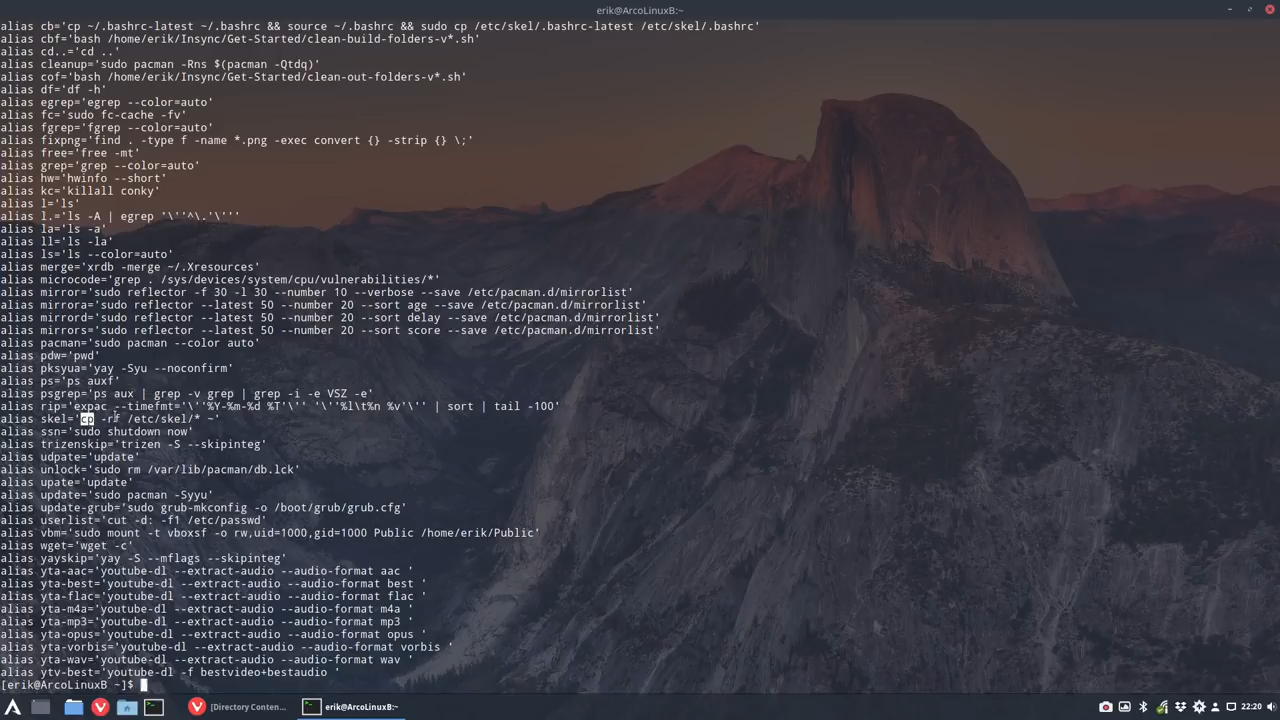 erik@ArcoLinuxB:~
alias cb='cp ~/.bashrc-latest ~/.bashrc && source ~/.bashrc && sudo cp /etc/skel/.bashrc-latest /etc/skel/.bashrc'
alias cbf='bash /home/erik/Insync/Get-Started/clean-build-folders-v*.sh'
alias cd..='cd ..'
alias cleanup='sudo pacman -Rns $(pacman -Qtdq)'
alias cof='bash /home/erik/Insync/Get-Started/clean-out-folders-v*.sh'
alias df='df -h'
alias egrep='egrep --color=auto'
alias fc='sudo fc-cache -fv'
alias fgrep='fgrep --color=auto'
alias fixpng='find . -type f -name *.png -exec convert {} -strip {} \;'
alias free='free -mt'
alias grep='grep --color=auto'
alias hw='hwinfo --short'
alias kc='killall conky'
alias l='ls'
alias l.='ls -A | egrep '\''^\.'\'''
alias la='ls -a'
alias ll='ls -la'
alias ls='ls --color=auto'
alias merge='xrdb -merge ~/.Xresources'
alias microcode='grep . /sys/devices/system/cpu/vulnerabilities/*'
alias mirror='sudo reflector -f 30 -l 30 --number 10 --verbose --save /etc/pacman.d/mirrorlist'
alias mirrora='sudo reflector --latest 50 --number 20 --sort age --save /etc/pacman.d/mirrorlist'
alias mirrord='sudo reflector --latest 50 --number 20 --sort delay --save /etc/pacman.d/mirrorlist'
alias mirrors='sudo reflector --latest 50 --number 20 --sort score --save /etc/pacman.d/mirrorlist'
alias pacman='sudo pacman --color auto'
alias pdw='pwd'
alias pksyua='yay -Syu --noconfirm'
alias ps='ps auxf'
alias psgrep='ps aux | grep -v grep | grep -i -e VSZ -e'
alias rip='expac --timefmt='\''%Y-%m-%d %T'\'' '\''%l\t%n %v'\'' | sort | tail -100'
alias skel='cp -rf /etc/skel/* ~'
alias ssn='sudo shutdown now'
alias trizenskip='trizen -S --skipinteg'
alias udpate='update'
alias unlock='sudo rm /var/lib/pacman/db.lck'
alias upate='update'
alias update='sudo pacman -Syyu'
alias update-grub='sudo grub-mkconfig -o /boot/grub/grub.cfg'
alias userlist='cut -d: -f1 /etc/passwd'
alias vbm='sudo mount -t vboxsf -o rw,uid=1000,gid=1000 Public /home/erik/Public'
alias wget='wget -c'
alias yayskip='yay -S --mflags --skipinteg'
alias yta-aac='youtube-dl --extract-audio --audio-format aac '
alias yta-best='youtube-dl --extract-audio --audio-format best '
alias yta-flac='youtube-dl --extract-audio --audio-format flac '
alias yta-m4a='youtube-dl --extract-audio --audio-format m4a '
alias yta-mp3='youtube-dl --extract-audio --audio-format mp3 '
alias yta-opus='youtube-dl --extract-audio --audio-format opus '
alias yta-vorbis='youtube-dl --extract-audio --audio-format vorbis '
alias yta-wav='youtube-dl --extract-audio --audio-format wav '
alias ytv-best='youtube-dl -f bestvideo+bestaudio '
[erik@ArcoLinuxB ~]$
[Directory Conten...
erik@ArcoLinuxB:~
22:20